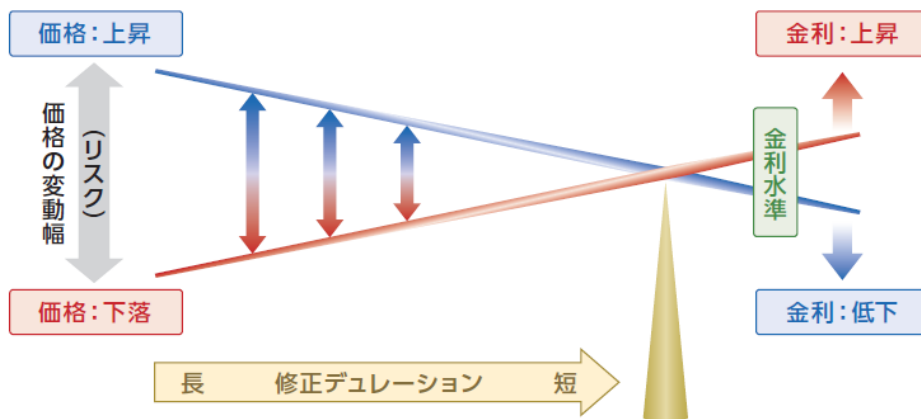 価格：上昇
金利：上昇
価格の変動幅
（リスク）
金利水準
価格：下落
金利：低下
長 修正デュレーション 短